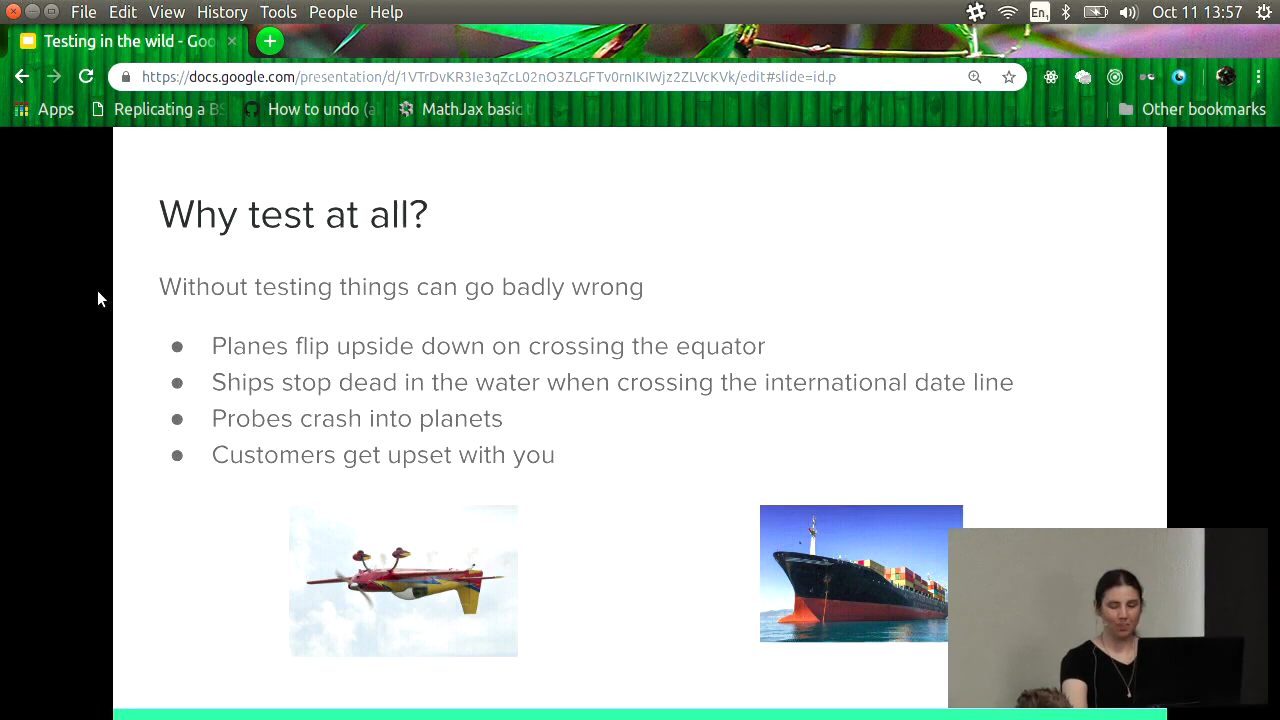 File Edit View History Tools People Help
En1
Oct 11 13:57
Testing in the wild - Goo
https://docs.google.com/presentation/d/1VTrDvKR3Ie3qZcL02nO3ZLGFTv0rnIKIWjz2ZLVcKVk/edit#slide=id.p
Apps
Replicating a BS
How to undo (a
MathJax basic t
Other bookmarks
Why test at all?
Without testing things can go badly wrong
● Planes flip upside down on crossing the equator
● Ships stop dead in the water when crossing the international date line
● Probes crash into planets
● Customers get upset with you